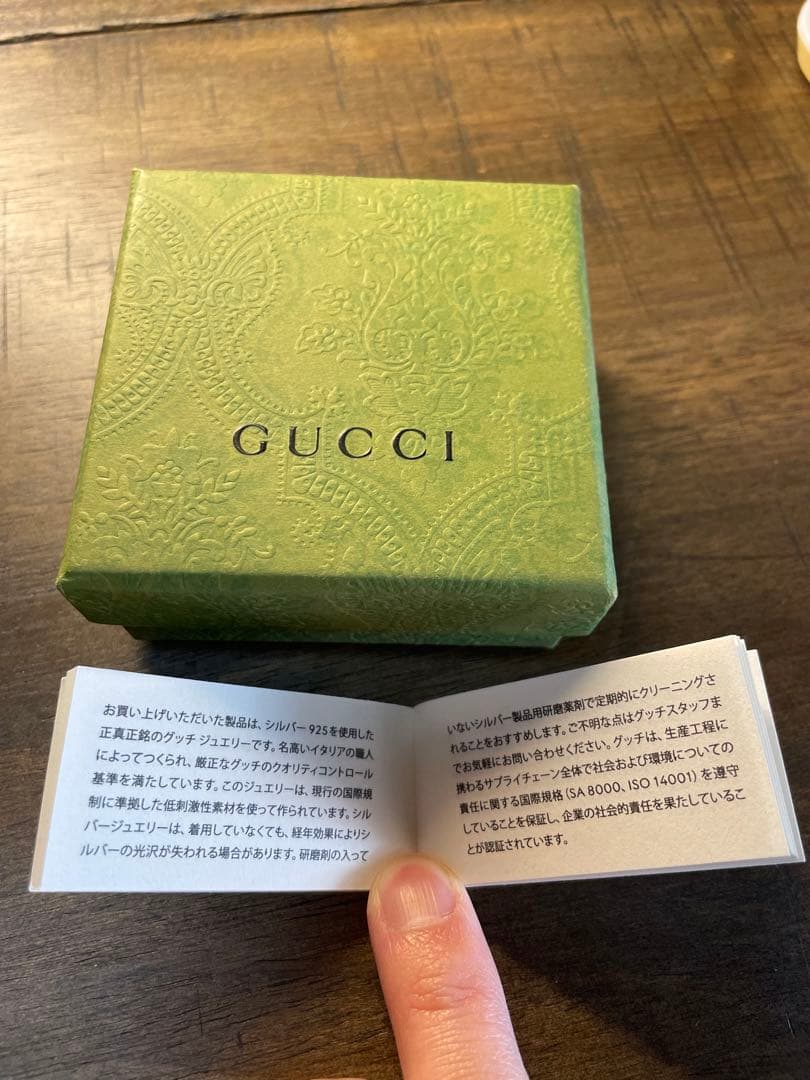 GUCCI
お買い上げいただいた製品は、シルバー 925を使用した
正真正銘のグッチ ジュエリーです。名高いイタリアの職人
によってつくられ、厳正なグッチのクオリティコントロール
基準を満たしています。このジュエリーは、現行の国際規
制に準拠した低刺激性素材を使って作られています。シル
バージュエリーは、着用していなくても、経年効果によりシ
ルバーの光沢が失われる場合があります。研磨剤の入って
いないシルバー製品用研磨薬剤で定期的にクリーニングさ
れることをおすすめします。ご不明な点はグッチスタッフま
でお気軽にお問い合わせください。グッチは、生産工程に
携わるサプライチェーン全体で社会および環境についての
責任に関する国際規格 (SA 8000、ISO 14001) を遵守
していることを保証し、企業の社会的責任を果たしているこ
とが認証されています。